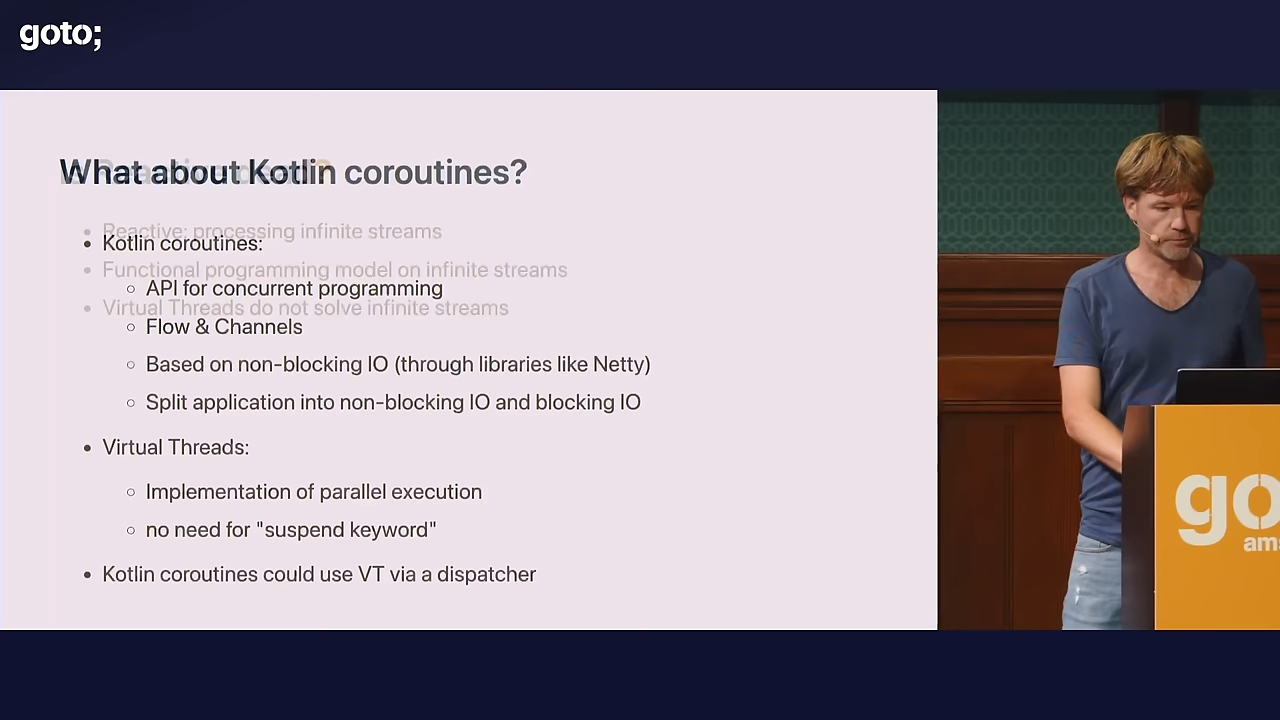 goto;
What about Kotlin coroutines?
Reactive: processing infinite streams
• Kotlin coroutines:
Functional programming model on infinite streams
◦ API for concurrent programming
Virtual Threads do not solve infinite streams
◦ Flow & Channels
◦ Based on non-blocking IO (through libraries like Netty)
◦ Split application into non-blocking IO and blocking IO
• Virtual Threads:
◦ Implementation of parallel execution
◦ no need for "suspend keyword"
• Kotlin coroutines could use VT via a dispatcher
go
ams